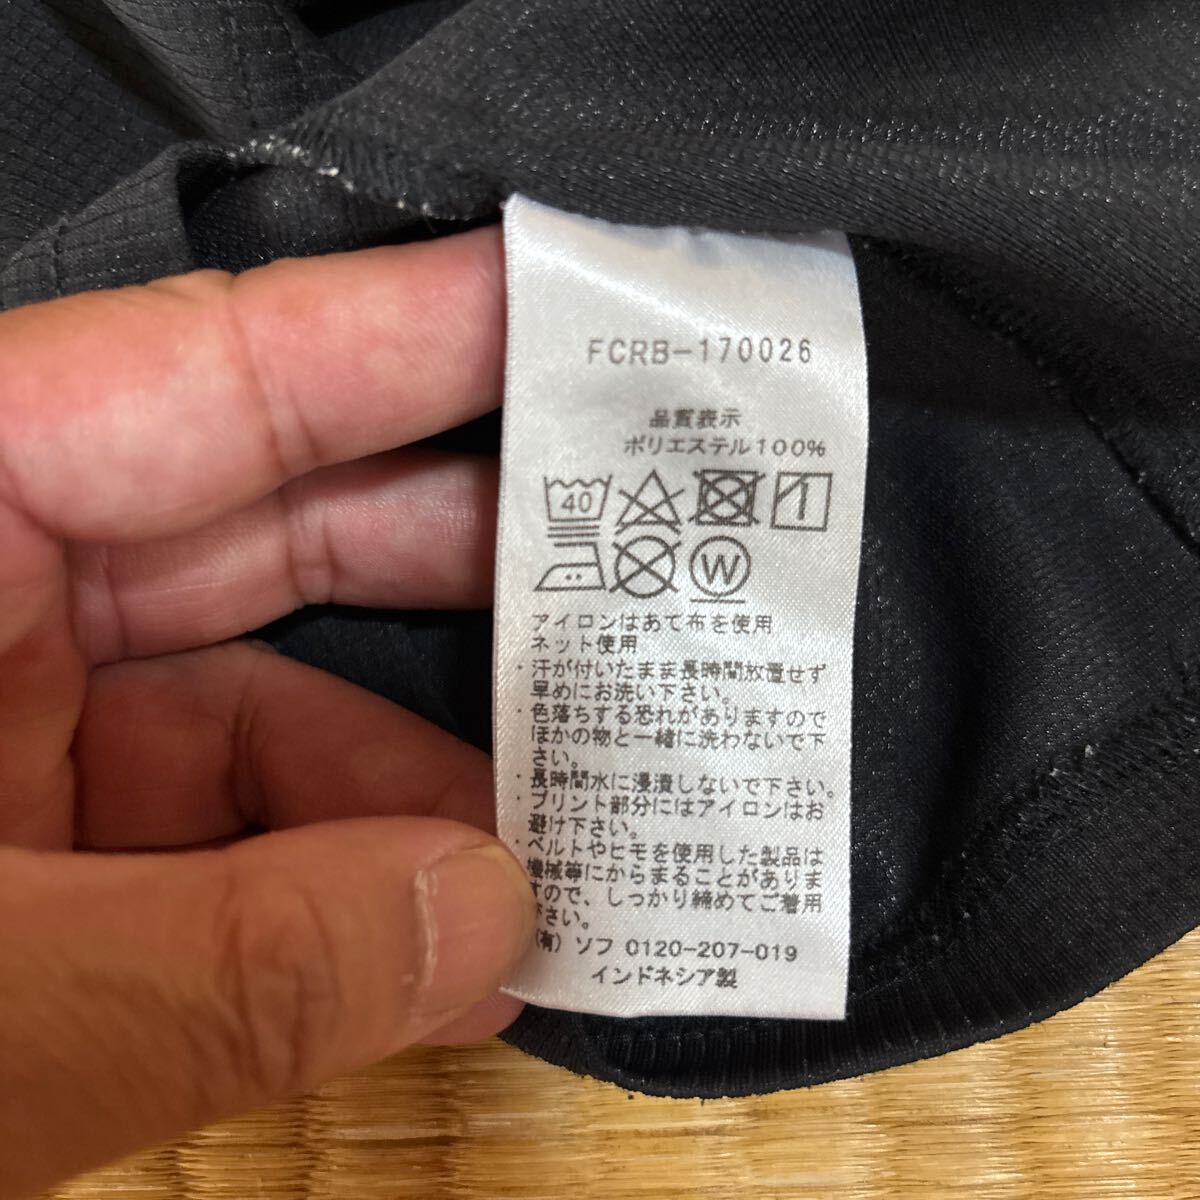 FCRB-170026
品質表示
ポリエステル100%
40
W
アイロンはあて布を使用
ネット使用
・汗が付いたまま長時間放置せず
早めにお洗い下さい。
・色落ちする恐れがありますので
ほかの物と一緒に洗わないで下
さい。
・長時間水に浸漬しないで下さい。
・プリント部分にはアイロンはお
避け下さい。
・ベルトやヒモを使用した製品は
機械等にからまることがありま
すので、しっかり締めてご着用
下さい。
(有) ソフ 0120-207-019
インドネシア製